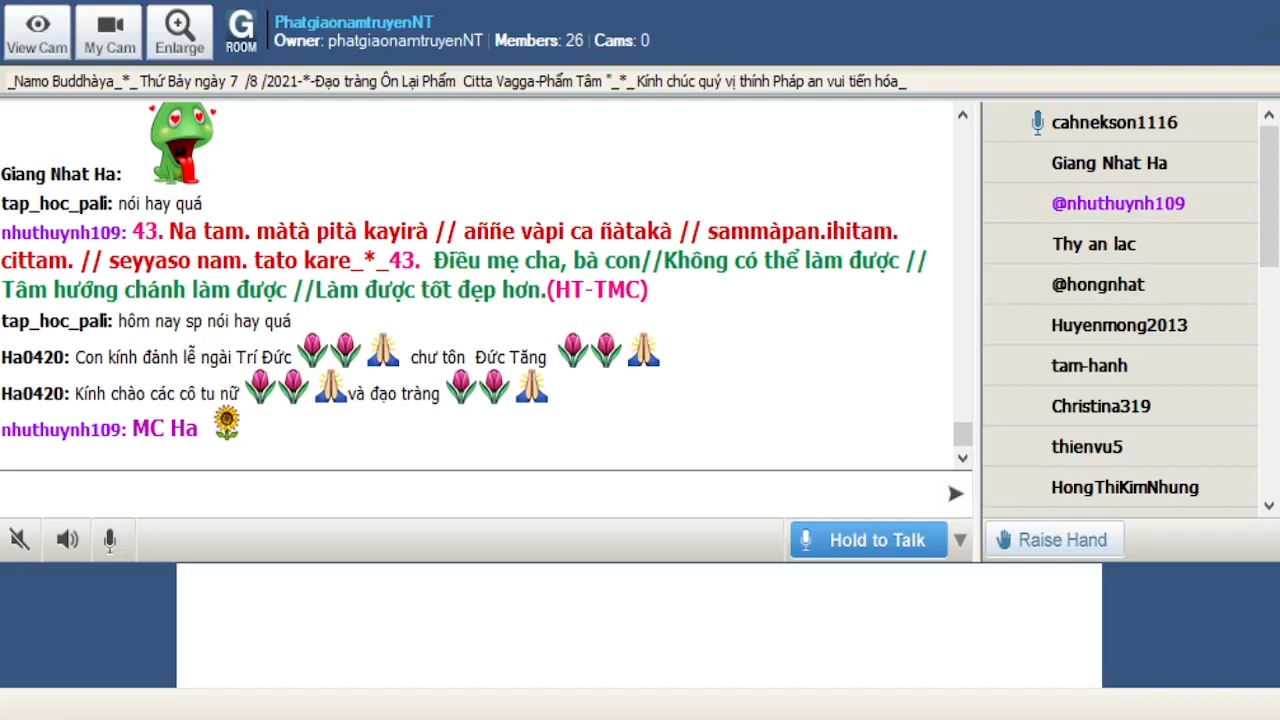 View Cam
My Cam
Enlarge
G
ROOM
PhatgiaonamtruyenNT
Owner: phatgiaonamtruyenNT | Members: 26 | Cams: 0
_Namo Buddhàya_*_Thứ Bảy ngày 7 /8 /2021-*-Đạo tràng Ôn Lại Phẩm Citta Vagga-Phẩm Tâm "_*_Kính chúc quý vị thính Pháp an vui tiến hóa_
Giang Nhat Ha:
tap_hoc_pali: nói hay quá
nhuthuynh109: 43. Na tam. màtà pità kayirà // aññe vàpi ca ñàtakà // sammàpan.ihitam.
cittam. // seyyaso nam. tato kare_*_43. Điều mẹ cha, bà con//Không có thể làm được //
Tâm hướng chánh làm được //Làm được tốt đẹp hơn.(HT-TMC)
tap_hoc_pali: hôm nay sp nói hay quá
Ha0420: Con kính đảnh lễ ngài Trí Đức chư tôn Đức Tăng
Ha0420: Kính chào các cô tu nữ và đạo tràng
nhuthuynh109: MC Ha
Hold to Talk
cahnekson1116
Giang Nhat Ha
@nhuthuynh109
Thy an lac
@hongnhat
Huyenmong2013
tam-hanh
Christina319
thienvu5
HongThiKimNhung
Raise Hand